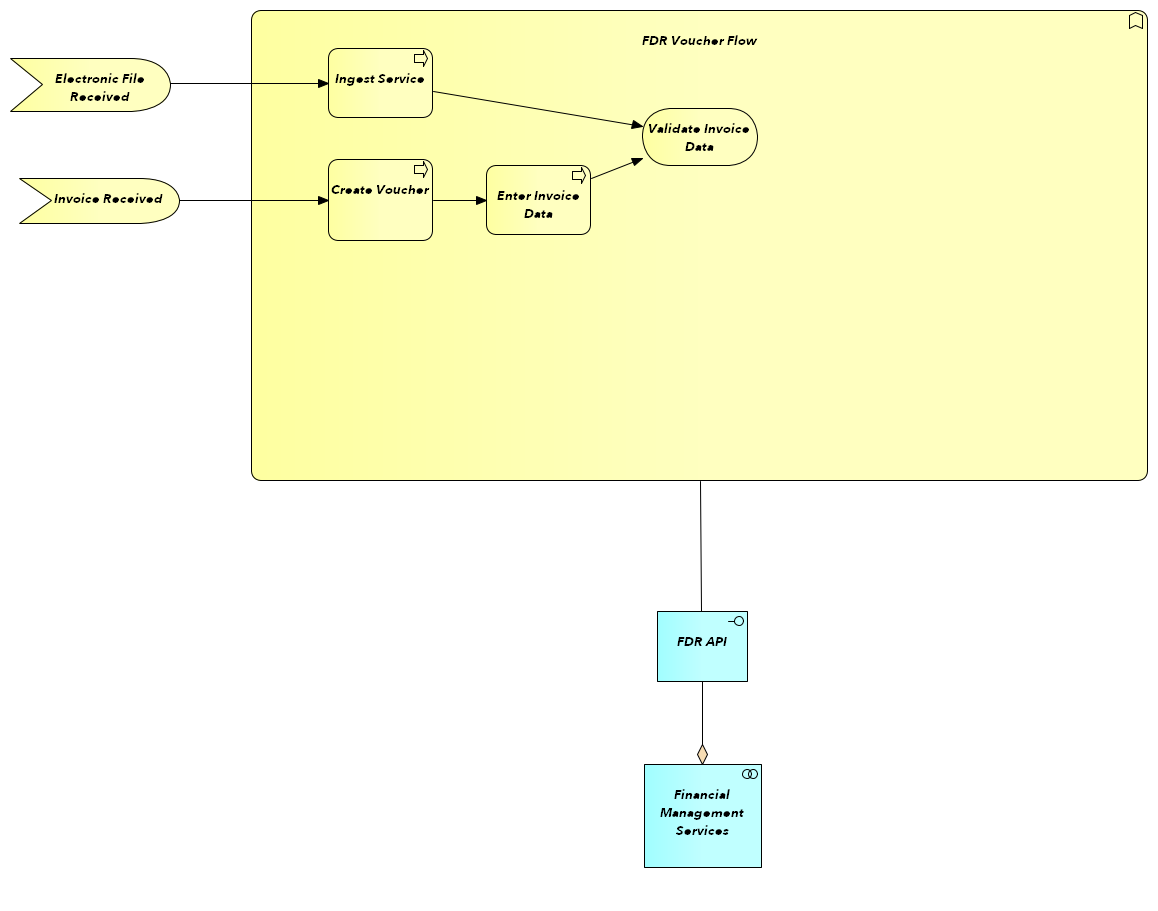 FDR Voucher Flow
Electronic File
Received
Ingest Service
Validate Invoice
Data
Invoice Received
Create Voucher
Enter Invoice
Data
FDR API
Financial
Management
Services